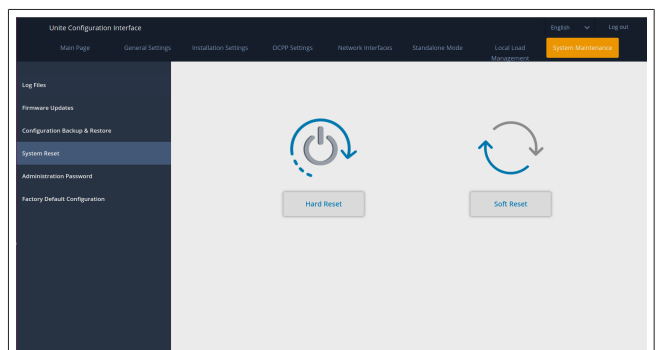 Unite Configuration Interface
English
Log out
Main Page
General Settings
Installation Settings
OCPP Settings
Network Interfaces
Standalone Mode
Local Load
Management
System Maintenance
Log Files
Firmware Updates
Configuration Backup & Restore
System Reset
Administration Password
Factory Default Configuration
Hard Reset
Soft Reset